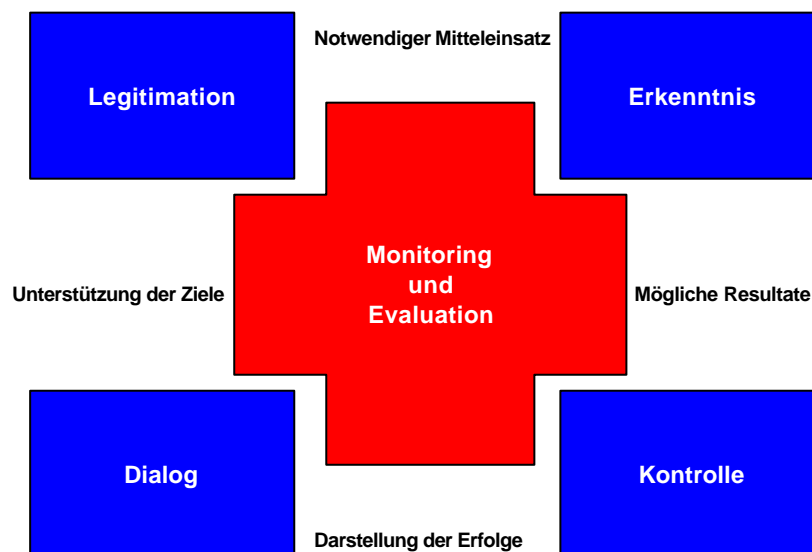 Notwendiger Mitteleinsatz
Legitimation
Erkenntnis
Monitoring
und
Evaluation
Unterstützung der Ziele
Mögliche Resultate
Dialog
Kontrolle
Darstellung der Erfolge